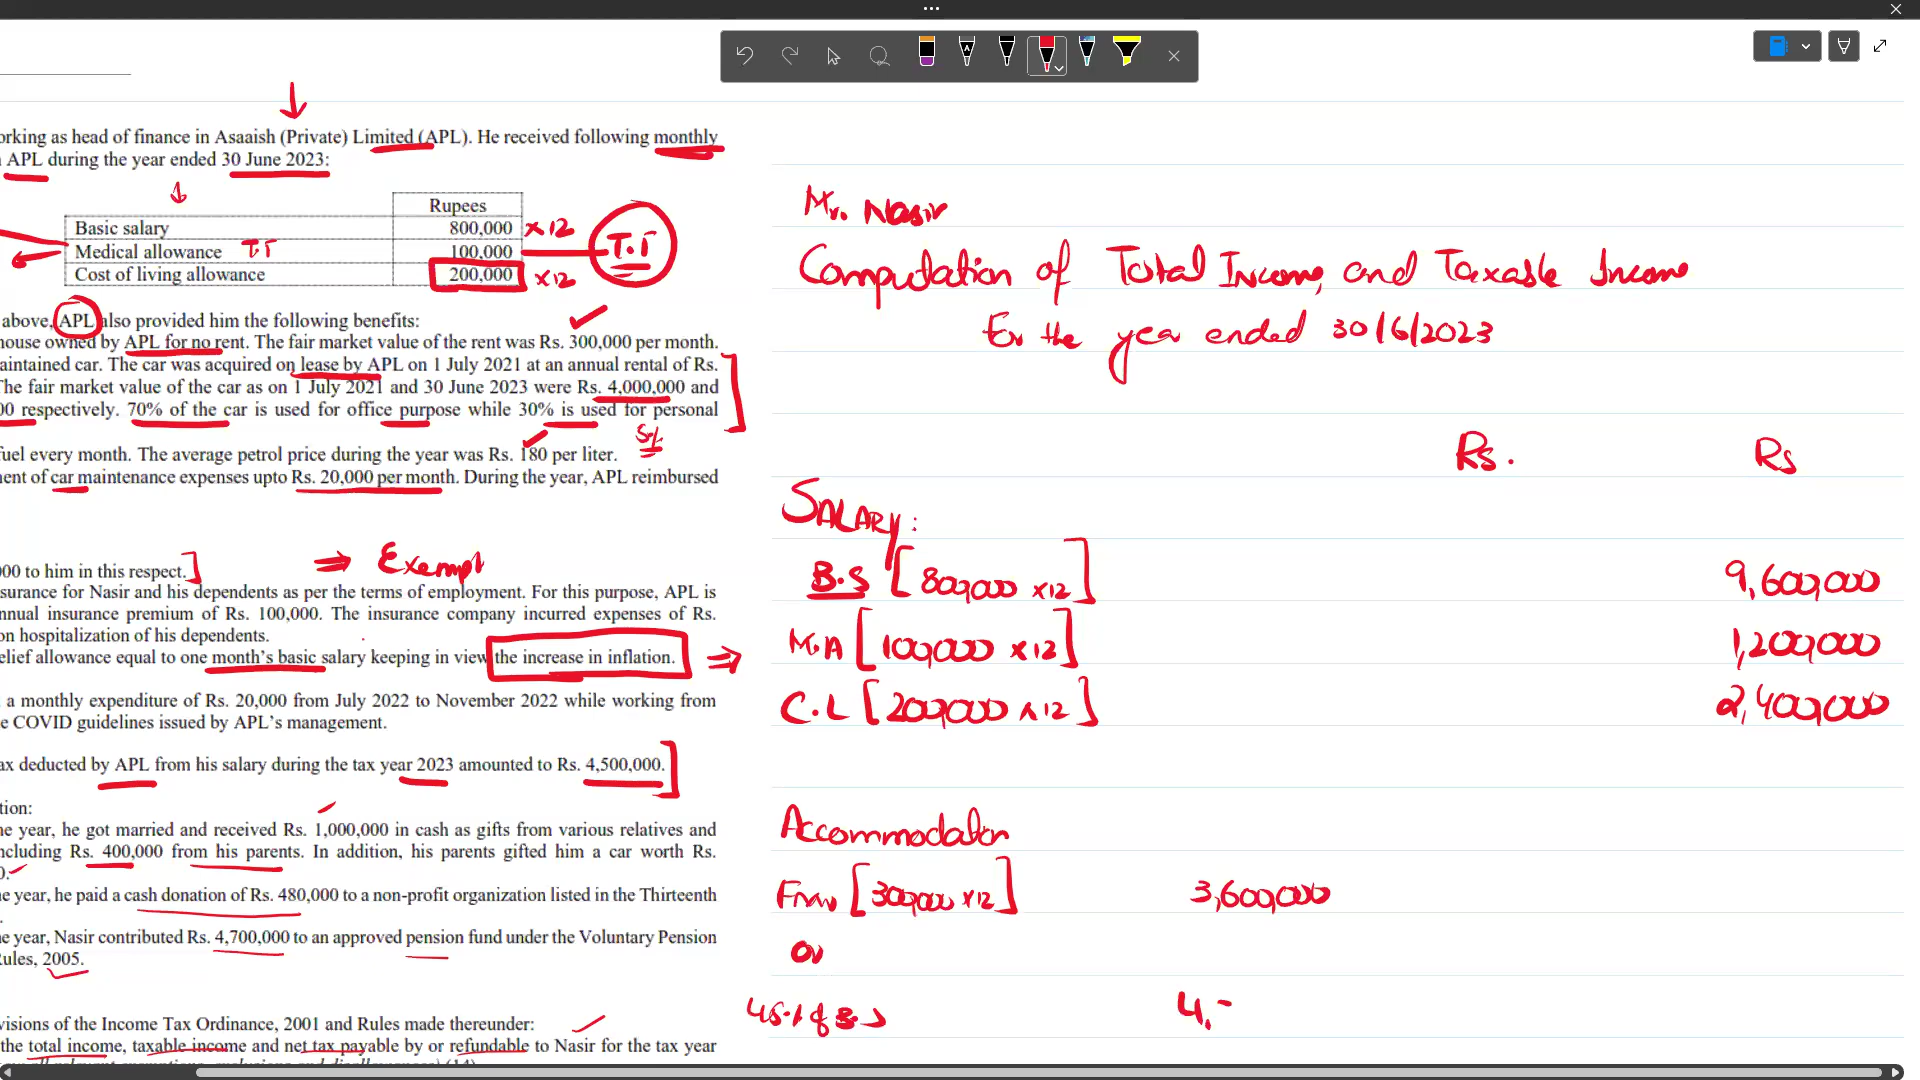 orking as head of finance in Asaaish (Private) Limited (APL). He received following monthly
APL during the year ended 30 June 2023:
Rupees
Basic salary 800,000 x12
Medical allowance T.T 100,000 T.T
Cost of living allowance 200,000 x12
above, APL also provided him the following benefits:
house owned by APL for no rent. The fair market value of the rent was Rs. 300,000 per month.
aintained car. The car was acquired on lease by APL on 1 July 2021 at an annual rental of Rs.
The fair market value of the car as on 1 July 2021 and 30 June 2023 were Rs. 4,000,000 and
00 respectively. 70% of the car is used for office purpose while 30% is used for personal
5%
fuel every month. The average petrol price during the year was Rs. 180 per liter.
ent of car maintenance expenses upto Rs. 20,000 per month. During the year, APL reimbursed
⇒ Exempt
000 to him in this respect.
surance for Nasir and his dependents as per the terms of employment. For this purpose, APL is
nnual insurance premium of Rs. 100,000. The insurance company incurred expenses of Rs.
on hospitalization of his dependents.
elief allowance equal to one month's basic salary keeping in view the increase in inflation. ⇒
a monthly expenditure of Rs. 20,000 from July 2022 to November 2022 while working from
e COVID guidelines issued by APL's management.
ax deducted by APL from his salary during the tax year 2023 amounted to Rs. 4,500,000.
tion:
he year, he got married and received Rs. 1,000,000 in cash as gifts from various relatives and
ncluding Rs. 400,000 from his parents. In addition, his parents gifted him a car worth Rs.
0.
he year, he paid a cash donation of Rs. 480,000 to a non-profit organization listed in the Thirteenth
.
he year, Nasir contributed Rs. 4,700,000 to an approved pension fund under the Voluntary Pension
Rules, 2005.
visions of the Income Tax Ordinance, 2001 and Rules made thereunder:
the total income, taxable income and net tax payable by or refundable to Nasir for the tax year
Mr. Nasir
Computation of Total Income, and Taxable Income
For the year ended 30/6/2023
Rs. Rs
SALARY:
B.S [800,000 x12] 9,600,000
M.A [100,000 x12] 1,200,000
C.L [200,000 x12] 2,400,000
Accommodation
FMV [300,000 x12] 3,600,000
Or
45% of B.S 4,